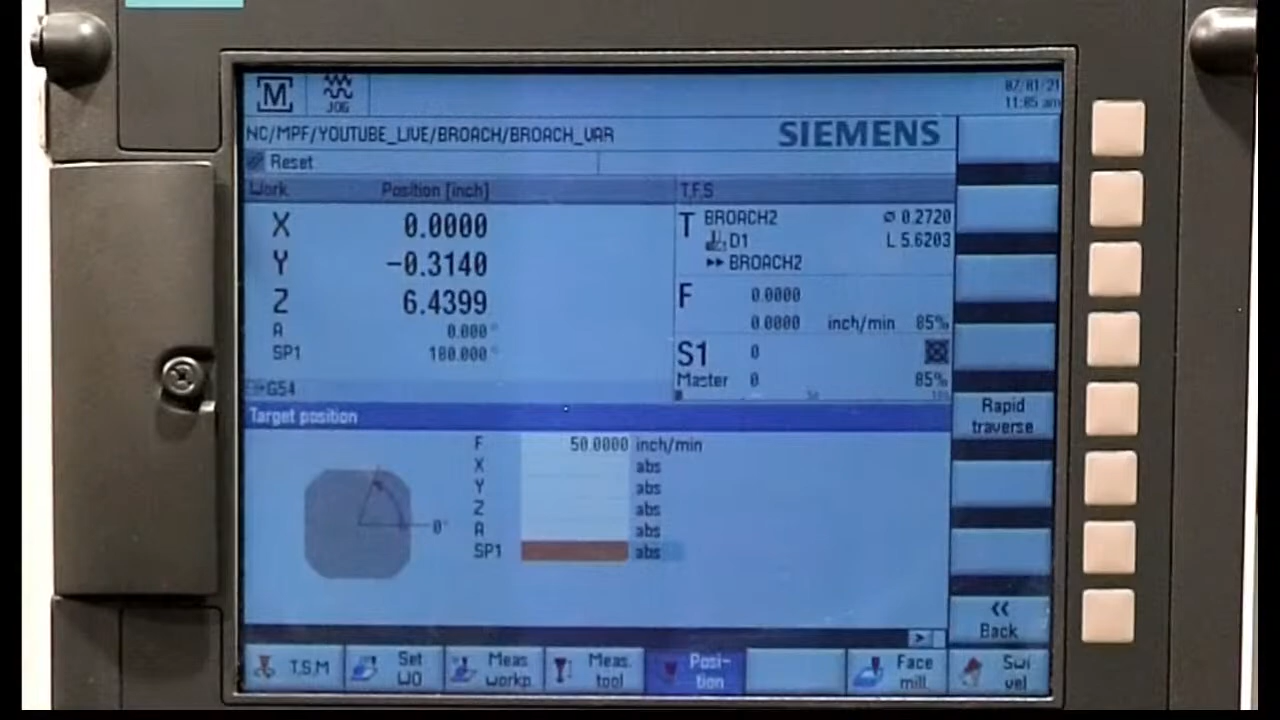 M
JOG
07/01/21
11:05 am
NC/MPF/YOUTUBE_LIVE/BROACH/BROACH_VAR
SIEMENS
Reset
Work Position [inch]
T,F,S
X 0.0000
Y -0.3140
Z 6.4399
A 0.000°
SP1 180.000°
G54
T BROACH2 ⌀ 0.2720
D1 L 5.6203
▸▸ BROACH2
F 0.0000
0.0000 inch/min 85%
S1 0
Master 0 85%
Target position
F 50.0000 inch/min
X abs
Y abs
Z abs
A abs
SP1 abs
0°
Rapid
traverse
<<
Back
>
T,S,M
Set
WO
Meas.
workp.
Meas.
tool
Posi-
tion
Face
mill.
Swi
vel